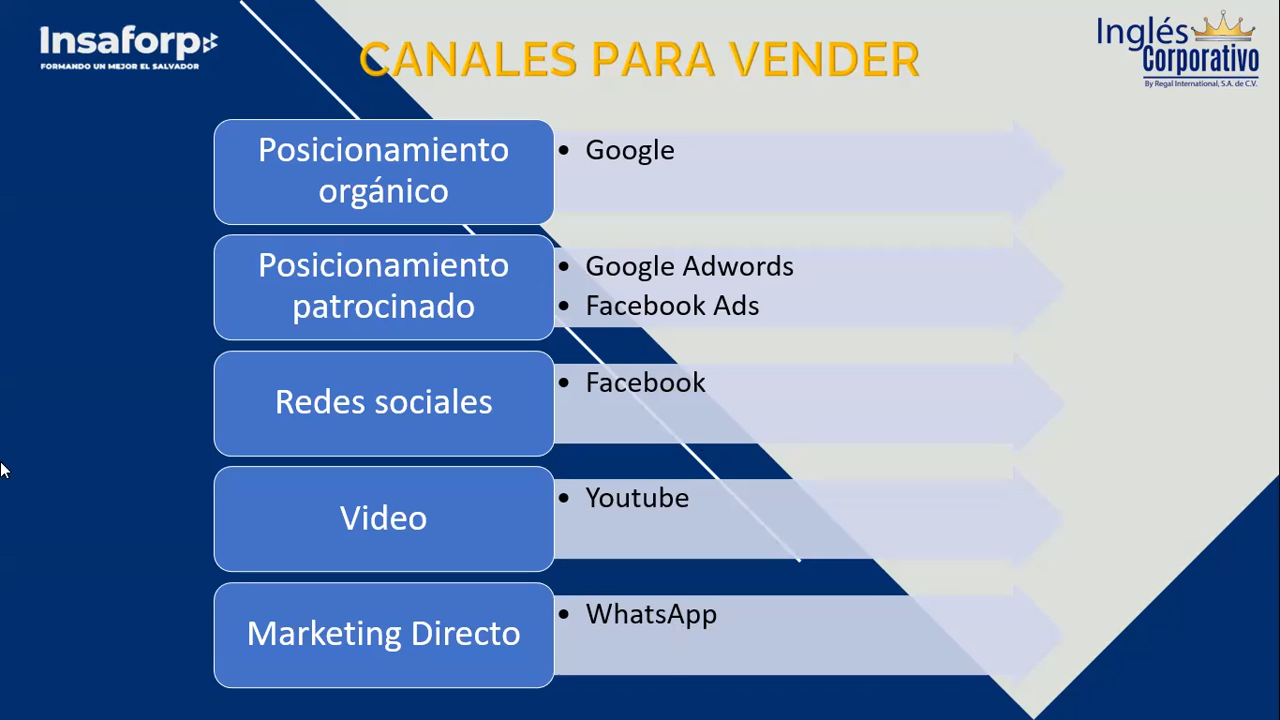 Insaforp
FORMANDO UN MEJOR EL SALVADOR
CANALES PARA VENDER
Inglés
Corporativo
By Regal International, S.A. de C.V.
Posicionamiento
orgánico
• Google
Posicionamiento
patrocinado
• Google Adwords
• Facebook Ads
Redes sociales
• Facebook
Video
• Youtube
Marketing Directo
• WhatsApp